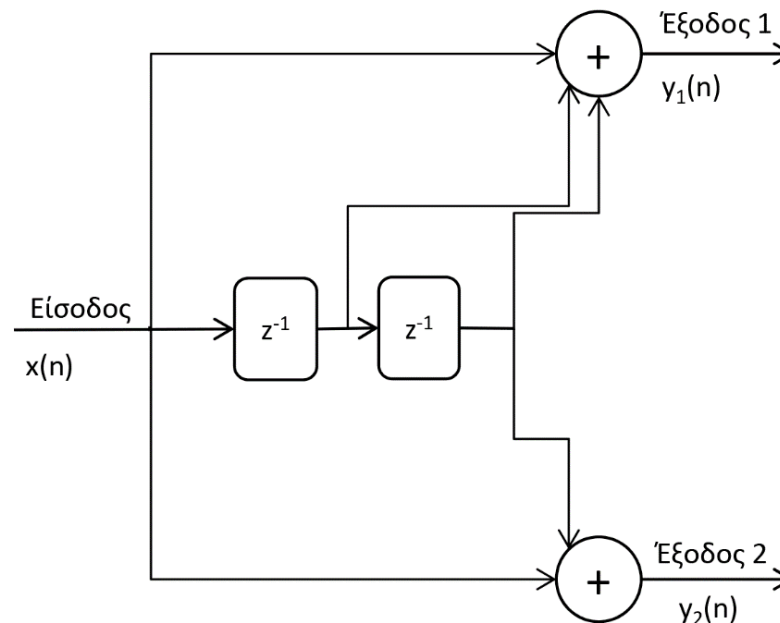 Έξοδος 1
+
y₁(n)
Είσοδος
z⁻¹
z⁻¹
x(n)
Έξοδος 2
+
y₂(n)